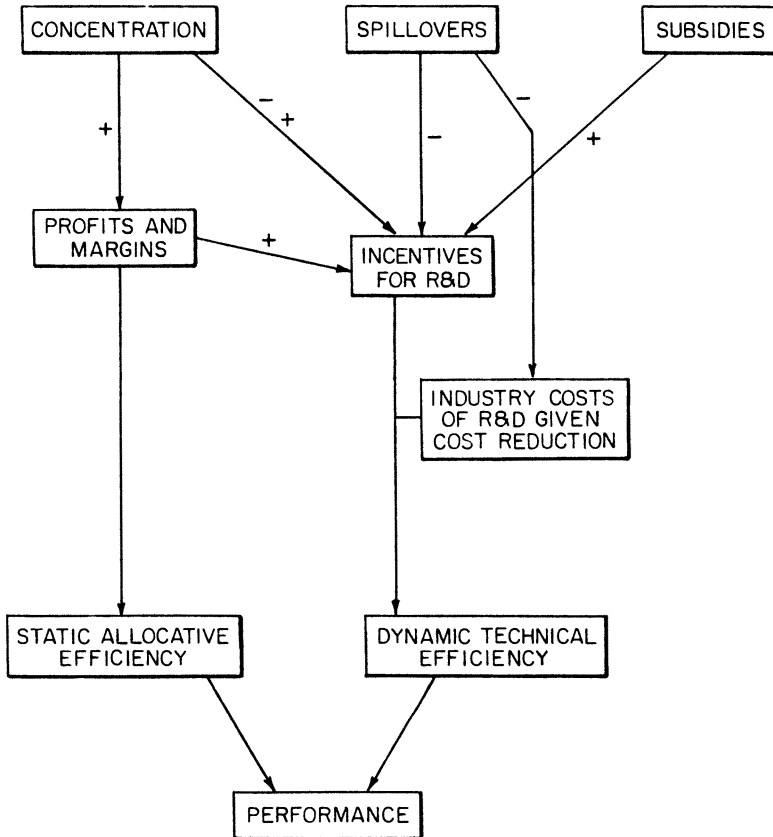 CONCENTRATION
SPILLOVERS
SUBSIDIES
+
−
+
−
−
+
PROFITS AND
MARGINS
+
INCENTIVES
FOR R&D
INDUSTRY COSTS
OF R&D GIVEN
COST REDUCTION
STATIC ALLOCATIVE
EFFICIENCY
DYNAMIC TECHNICAL
EFFICIENCY
PERFORMANCE